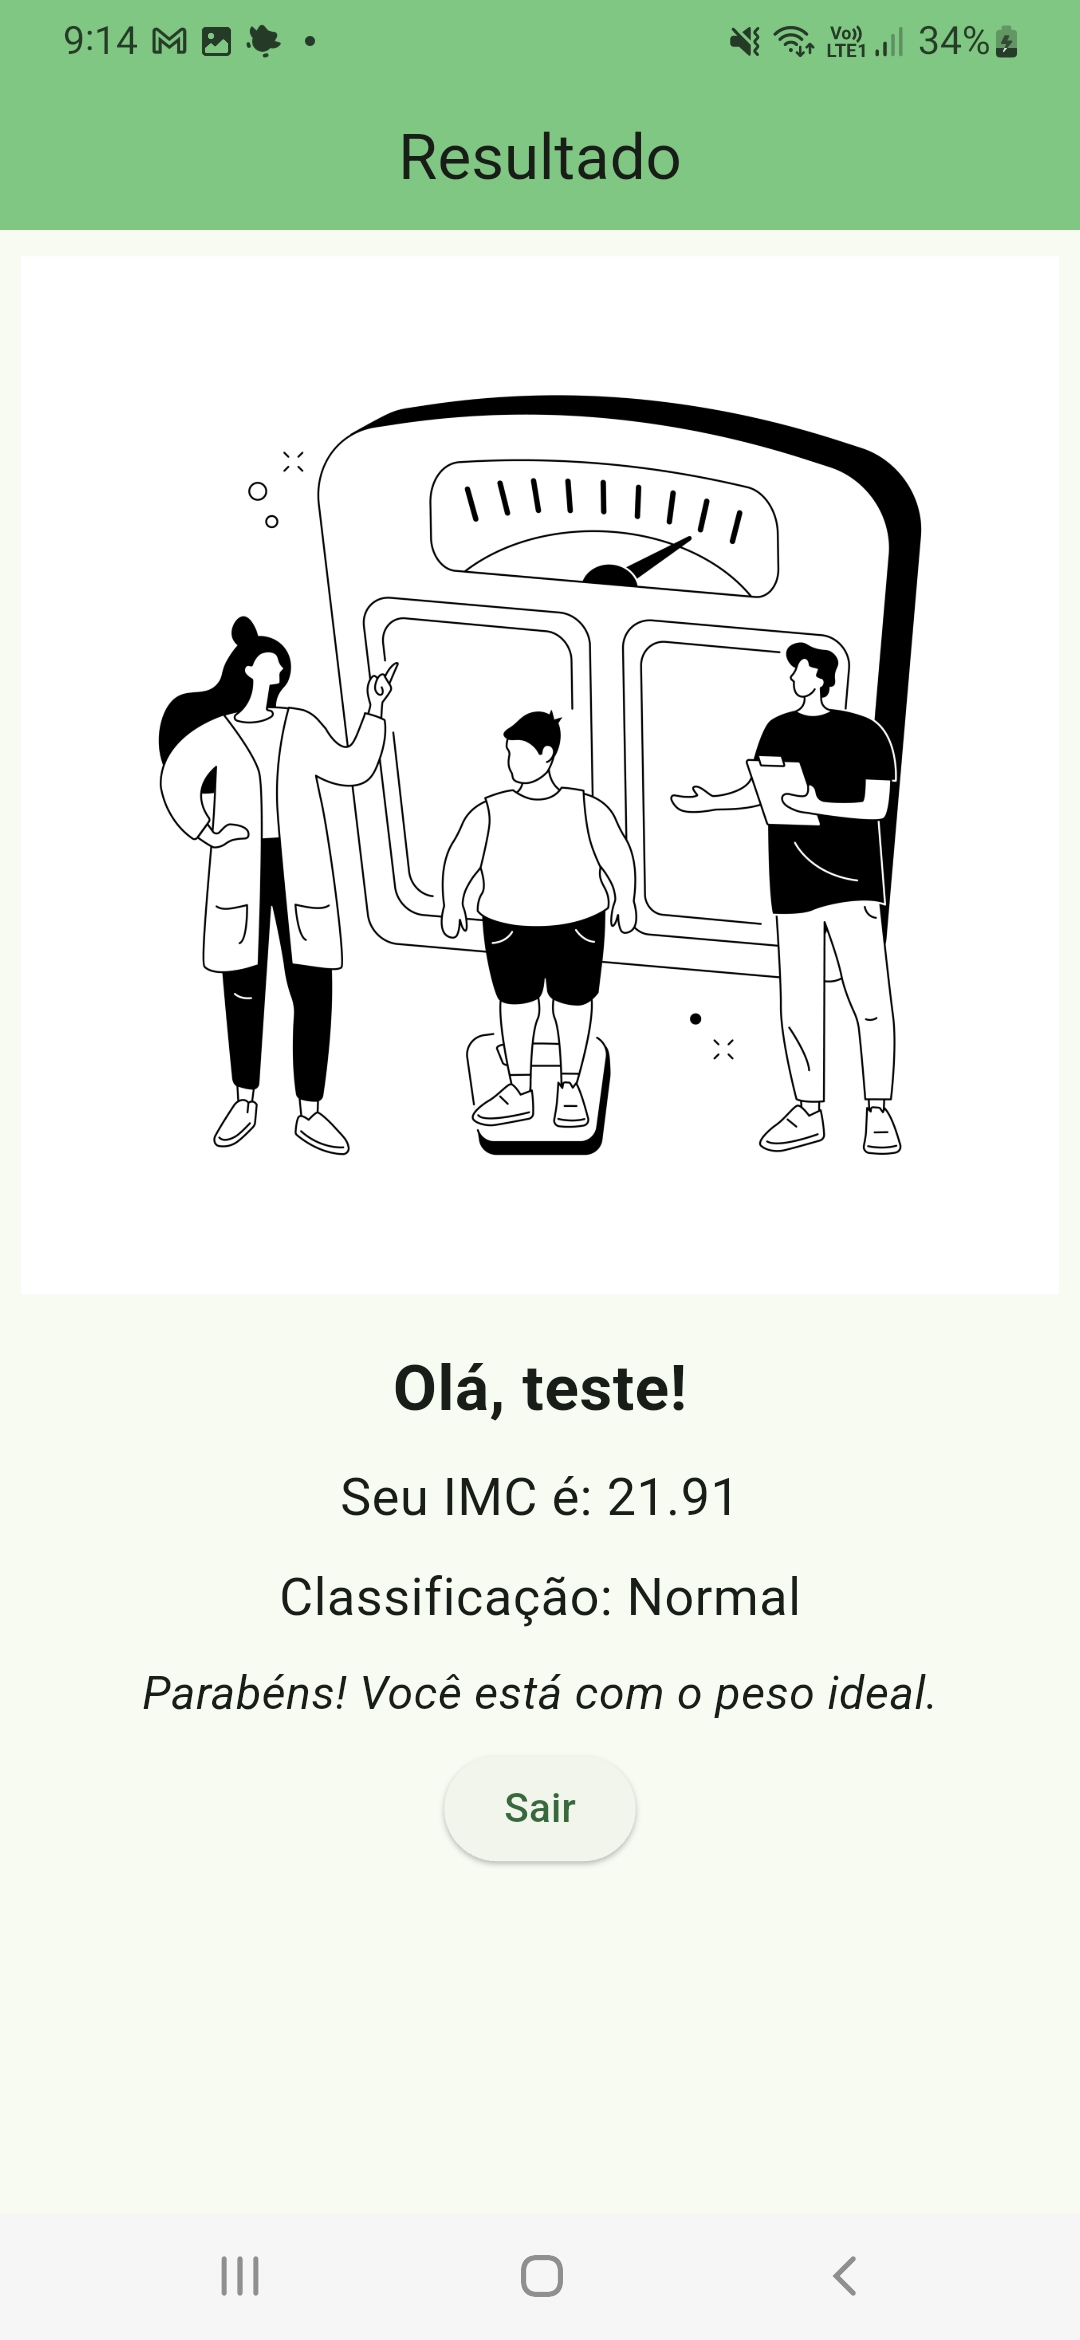 9:14 Vo)) LTE1 34%
Resultado
Olá, teste!
Seu IMC é: 21.91
Classificação: Normal
Parabéns! Você está com o peso ideal.
Sair